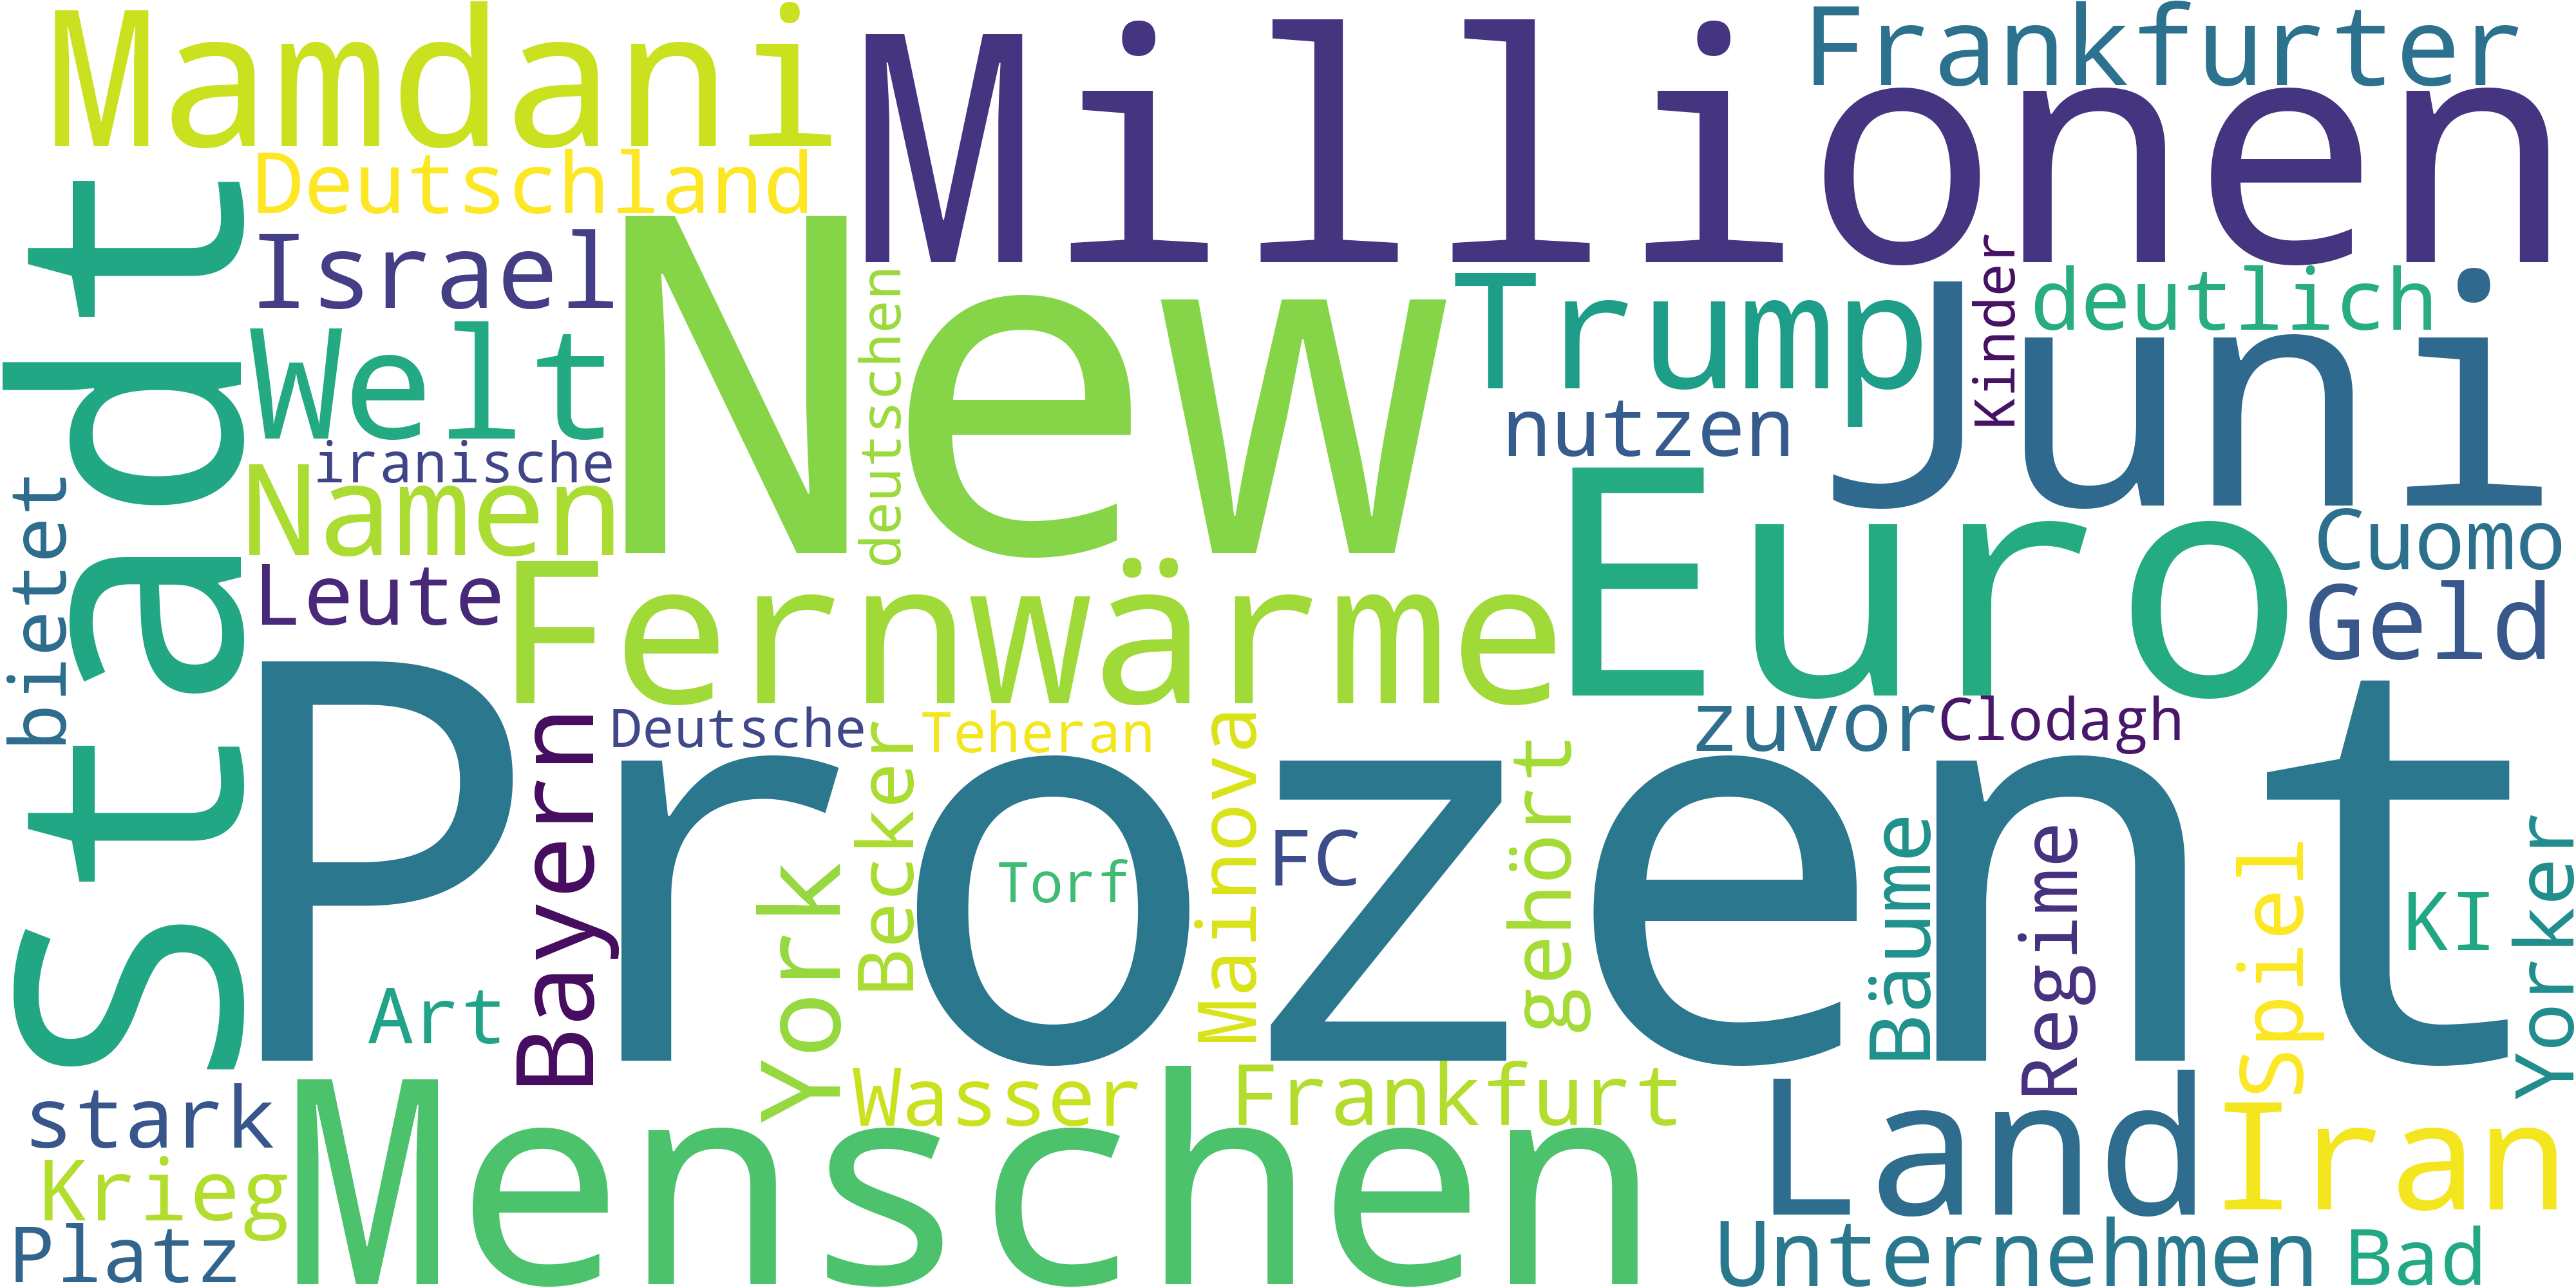 Mamdani
Millionen
Frankfurter
Deutschland
Stadt
Israel
New
deutschen
Trump
Juni
Kinder
deutlich
Welt
nutzen
iranische
Namen
bietet
Euro
Cuomo
Leute
Fernwärme
Geld
Prozent
Deutsche
Teheran
zuvor
Clodagh
Bayern
Becker
Mainova
gehört
York
FC
Torf
Bäume
Regime
Spiel
KI
Yorker
Art
stark
Menschen
Wasser
Frankfurt
Land
Iran
Krieg
Platz
Unternehmen
Bad